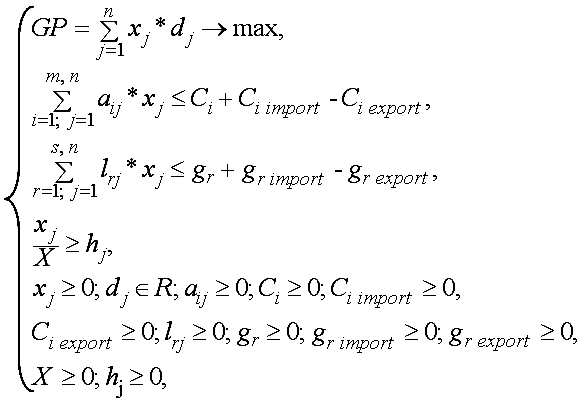 GP = n∑j=1 x_j * d_j → max,
m, n∑i=1; j=1 a_ij * x_j ≤ C_i + C_i import - C_i export,
s, n∑r=1; j=1 l_rj * x_j ≤ g_r + g_r import - g_r export,
x_j/X ≥ h_j,
x_j ≥ 0; d_j ∈ R; a_ij ≥ 0; C_i ≥ 0; C_i import ≥ 0,
C_i export ≥ 0; l_rj ≥ 0; g_r ≥ 0; g_r import ≥ 0; g_r export ≥ 0,
X ≥ 0; h_j ≥ 0,